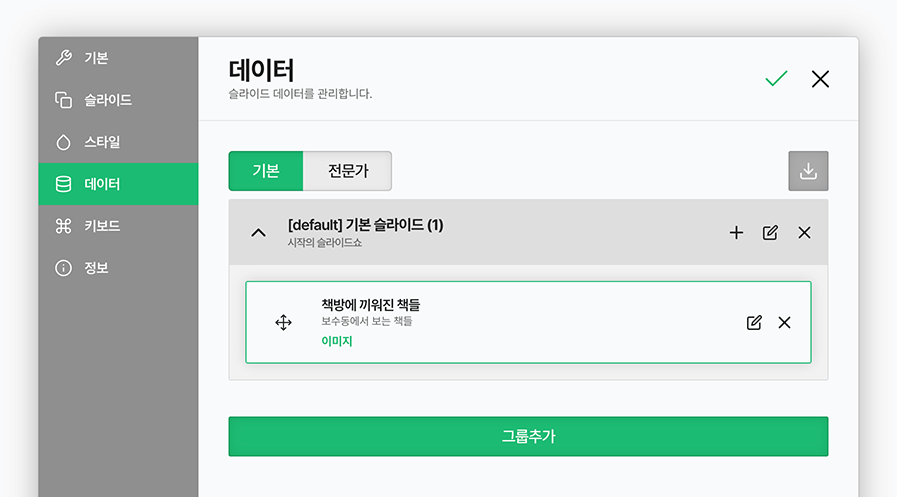 기본
슬라이드
스타일
데이터
키보드
정보
데이터
슬라이드 데이터를 관리합니다.
기본
전문가
[default] 기본 슬라이드 (1)
시작의 슬라이드쇼
책방에 끼워진 책들
보수동에서 보는 책들
이미지
그룹추가